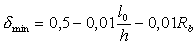 δ_min = 0,5 − 0,01 l_0/h − 0,01R_b